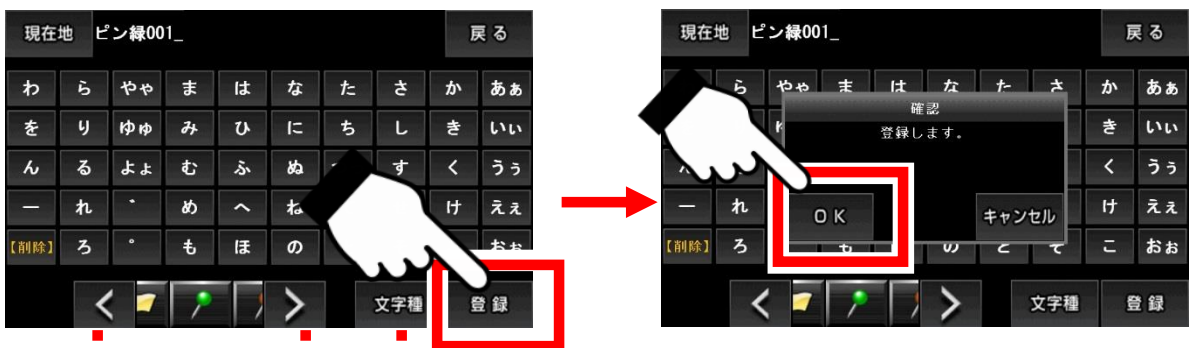 現在地 ピン緑001_ 戻る
わ ら やゃ ま は な た さ か あぁ
を り ゆゅ み ひ に ち し き いぃ
ん る よょ む ふ ぬ す く うぅ
ー れ ゛ め へ ね け えぇ
【削除】 ろ ゜ も ほ の おぉ
< > 文字種 登録
現在地 ピン緑001_ 戻る
ら やゃ ま は な た さ か あぁ
確認
き いぃ
登録します。
く うぅ
ー れ け えぇ
OK キャンセル
【削除】 ろ も の と そ こ おぉ
< > 文字種 登録